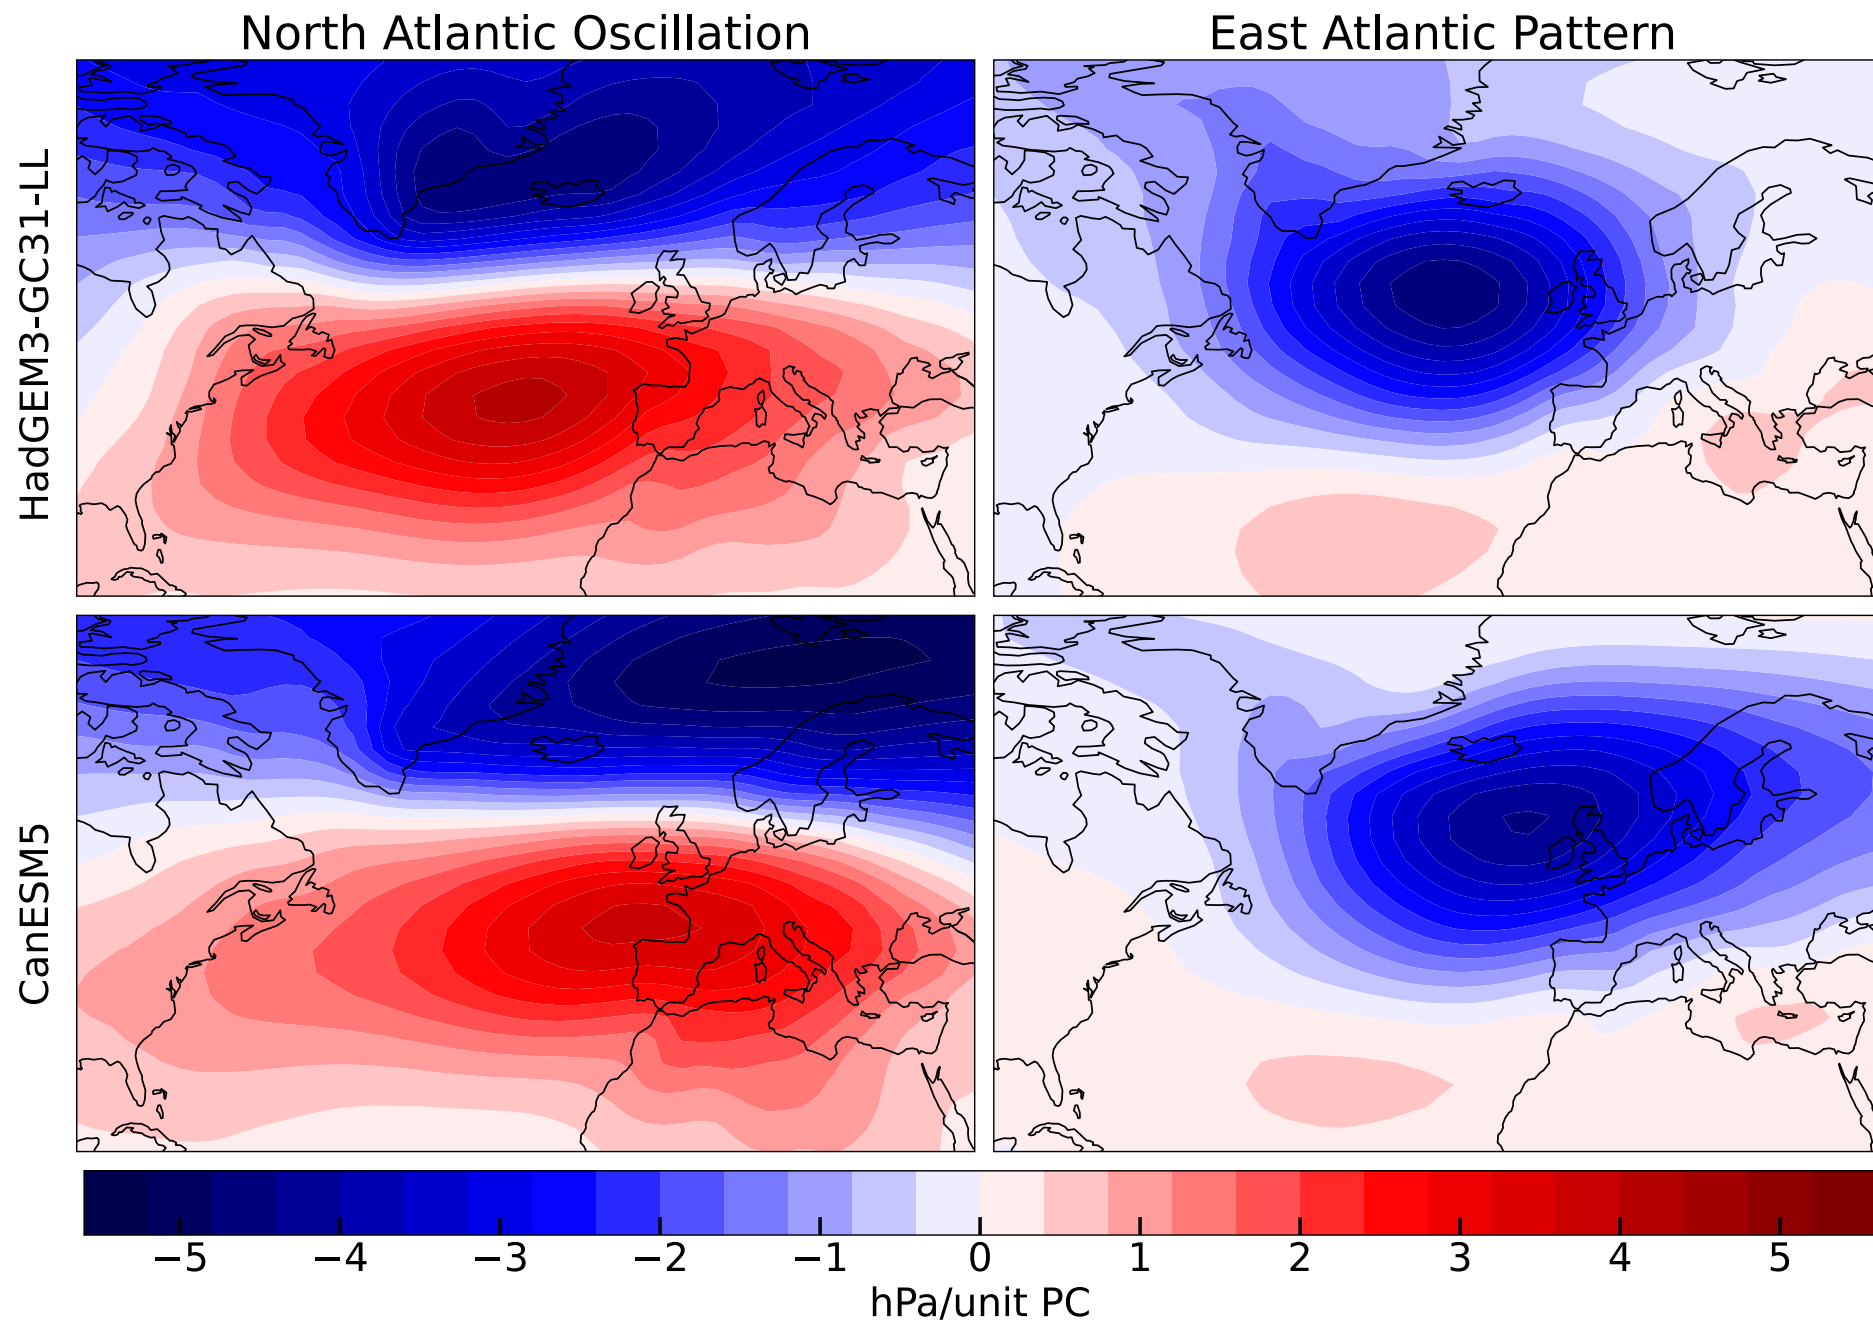 North Atlantic Oscillation
East Atlantic Pattern
HadGEM3-GC31-LL
CanESM5
−5 −4 −3 −2 −1 0 1 2 3 4 5
hPa/unit PC